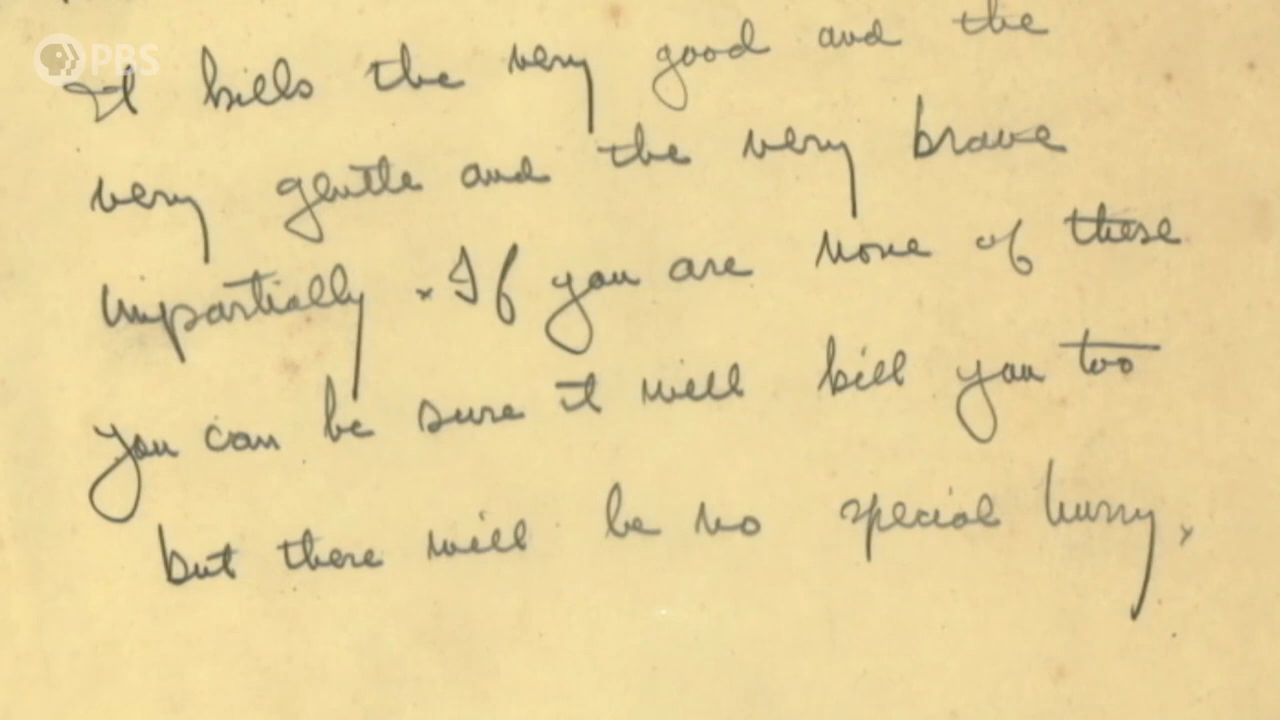 PBS
It kills the very good and the
very gentle and the very brave
impartially x If you are none of these
you can be sure it will kill you too
but there will be no special hurry x